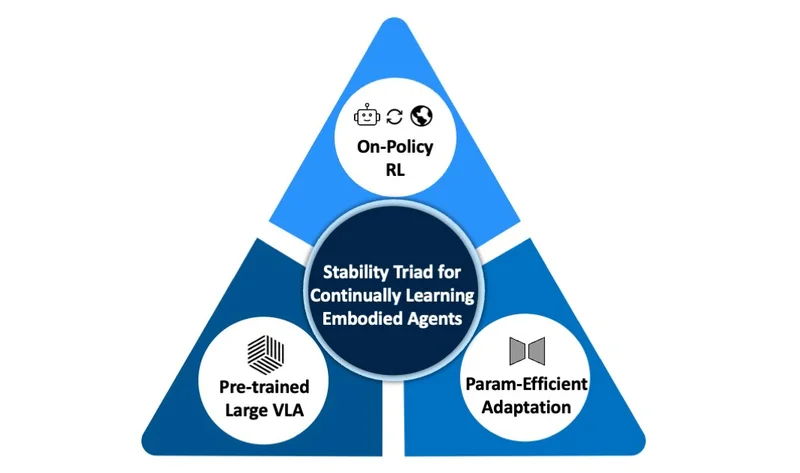 On-Policy
RL
Stability Triad for
Continually Learning
Embodied Agents
Pre-trained
Large VLA
Param-Efficient
Adaptation